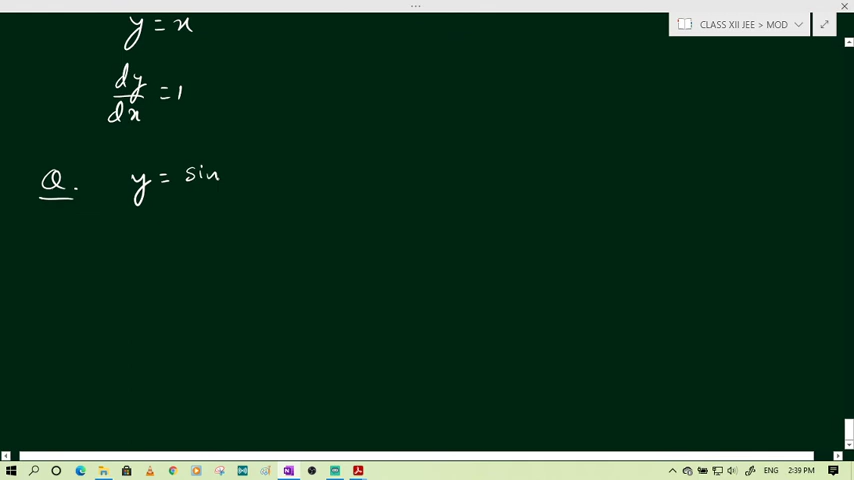 ...
CLASS XII JEE > MOD
y = x
dy/dx = 1
Q. y = sin
ENG 2:39 PM